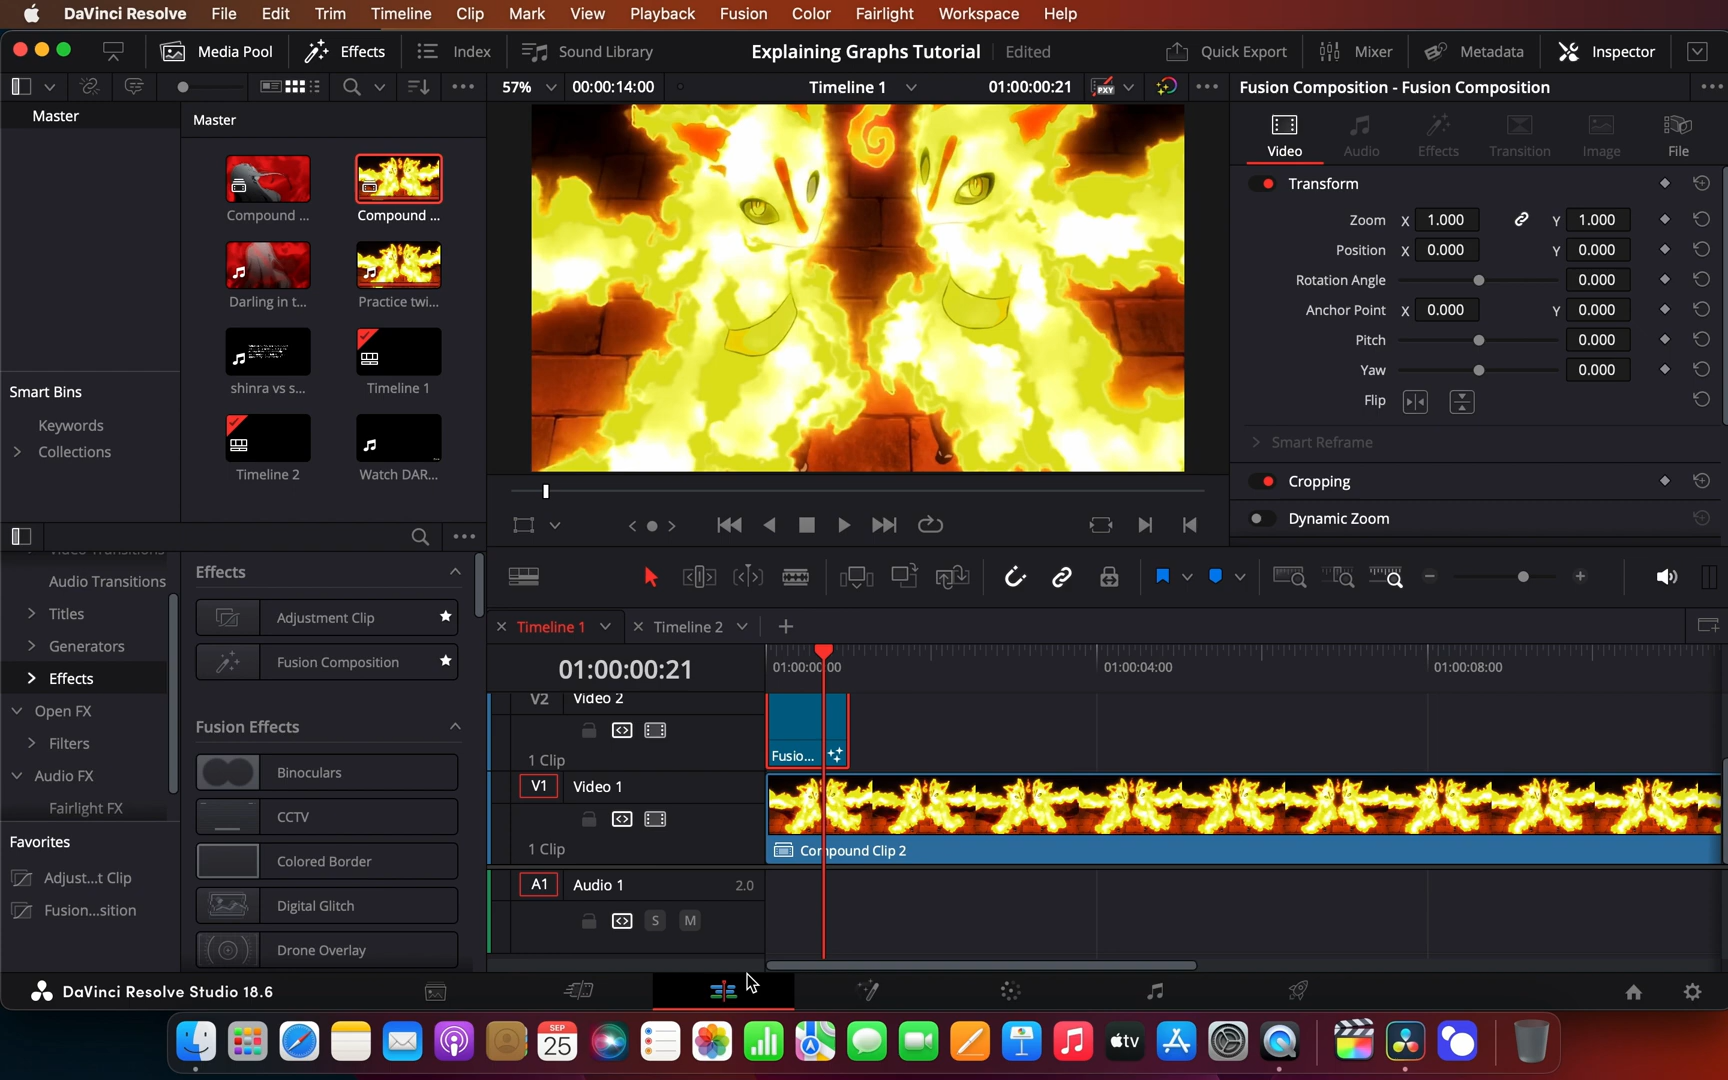 DaVinci Resolve File Edit Trim Timeline Clip Mark View Playback Fusion Color Fairlight Workspace Help
Media Pool Effects Index Sound Library Explaining Graphs Tutorial Edited Quick Export Mixer Metadata Inspector
57% 00:00:14:00 Timeline 1 01:00:00:21 PXY Fusion Composition - Fusion Composition
Master
Master
Video Audio Effects Transition Image File
Compound ... Compound ...
Darling in t... Practice twi...
shinra vs s... Timeline 1
Timeline 2 Watch DAR...
Smart Bins
Keywords
Collections
Transform
Zoom X 1.000 Y 1.000
Position X 0.000 Y 0.000
Rotation Angle 0.000
Anchor Point X 0.000 Y 0.000
Pitch 0.000
Yaw 0.000
Flip
Smart Reframe
Cropping
Dynamic Zoom
Video Transitions
Audio Transitions
Titles
Generators
Effects
Open FX
Filters
Audio FX
Fairlight FX
Favorites
Adjust...t Clip
Fusion...sition
Effects
Adjustment Clip
Fusion Composition
Fusion Effects
Binoculars
CCTV
Colored Border
Digital Glitch
Drone Overlay
Timeline 1 Timeline 2
01:00:00:21 01:00:00:00 01:00:04:00 01:00:08:00
V2 Video 2
1 Clip
Fusio...
V1 Video 1
1 Clip
Compound Clip 2
A1 Audio 1 2.0
S M
DaVinci Resolve Studio 18.6
SEP
25
tv